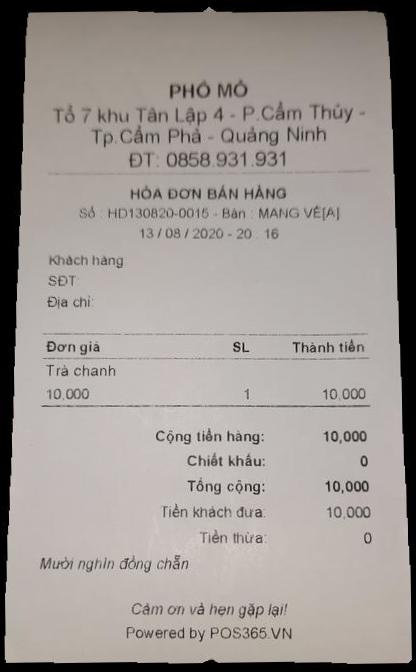 PHỐ MỎ
Tổ 7 khu Tân Lập 4 - P.Cẩm Thủy -
Tp.Cẩm Phả - Quảng Ninh
ĐT: 0858.931.931
HÓA ĐƠN BÁN HÀNG
Số : HD130820-0015 - Bàn : MANG VỀ[A]
13 / 08 / 2020 - 20 : 16
Khách hàng
SĐT:
Địa chỉ:
Đơn giá SL Thành tiền
Trà chanh
10,000 1 10,000
Cộng tiền hàng: 10,000
Chiết khấu: 0
Tổng cộng: 10,000
Tiền khách đưa: 10,000
Tiền thừa: 0
Mười nghìn đồng chẵn
Cảm ơn và hẹn gặp lại!
Powered by POS365.VN